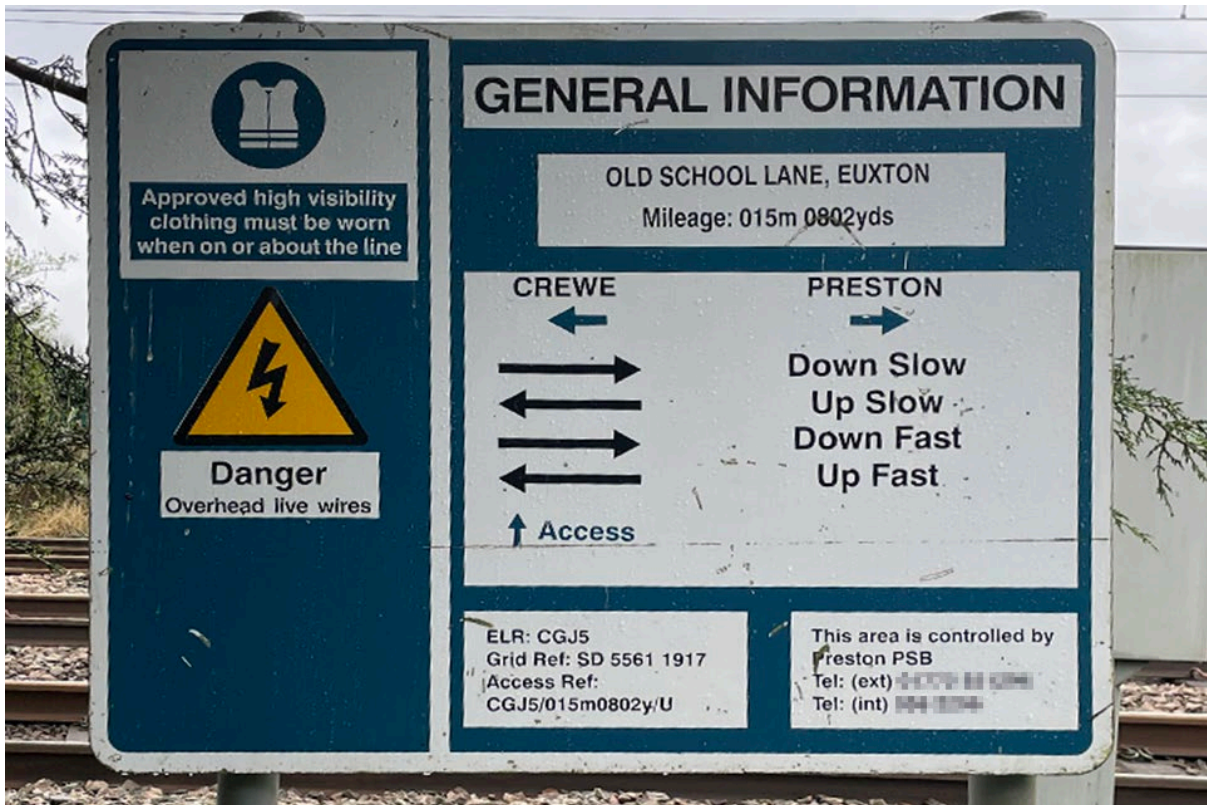 Approved high visibility
clothing must be worn
when on or about the line
Danger
Overhead live wires
GENERAL INFORMATION
OLD SCHOOL LANE, EUXTON
Mileage: 015m 0802yds
CREWE PRESTON
Down Slow
Up Slow
Down Fast
Up Fast
Access
ELR: CGJ5
Grid Ref: SD 5561 1917
Access Ref:
CGJ5/015m0802y/U
This area is controlled by
Preston PSB
Tel: (ext)
Tel: (int)